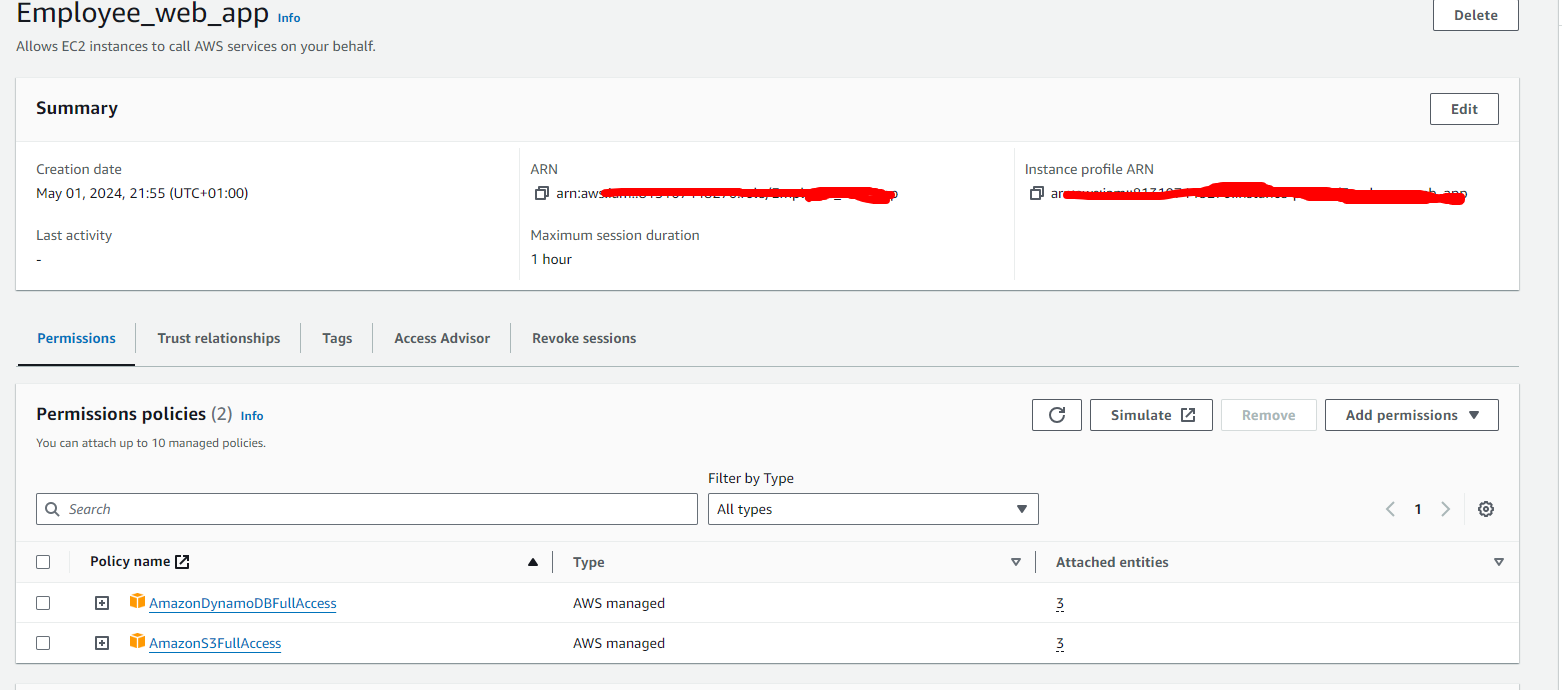 Employee_web_app Info
Delete
Allows EC2 instances to call AWS services on your behalf.
Summary
Edit
Creation date
May 01, 2024, 21:55 (UTC+01:00)
ARN
arn:aws
Instance profile ARN
Last activity
-
Maximum session duration
1 hour
Permissions
Trust relationships
Tags
Access Advisor
Revoke sessions
Permissions policies (2) Info
You can attach up to 10 managed policies.
Simulate
Remove
Add permissions
Filter by Type
Search
All types
1
Policy name
Type
Attached entities
AmazonDynamoDBFullAccess
AWS managed
3
AmazonS3FullAccess
AWS managed
3